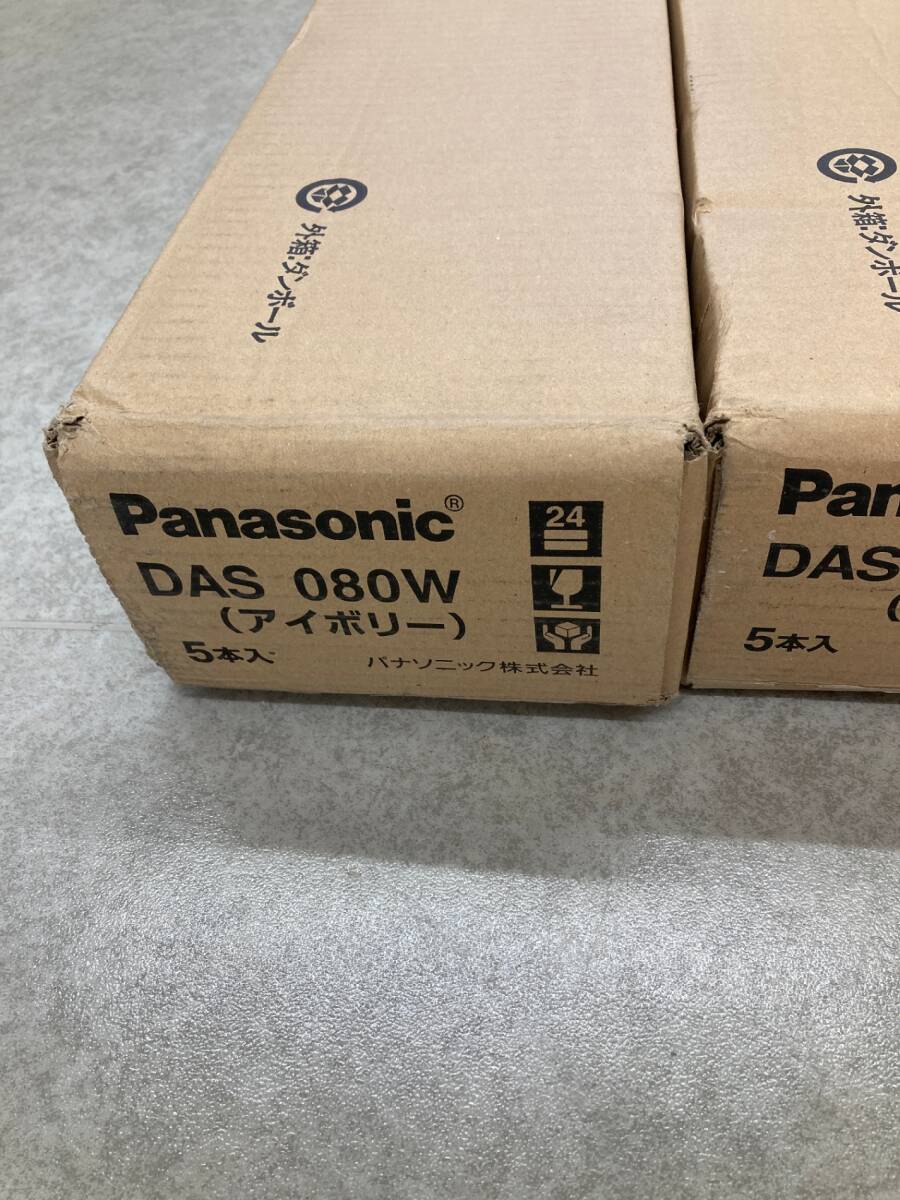 外箱:ダンボール
Panasonic®
DAS 080W
(アイボリー)
5本入
パナソニック株式会社
24
外箱:ダンボール
Pan
DAS
(
5本入